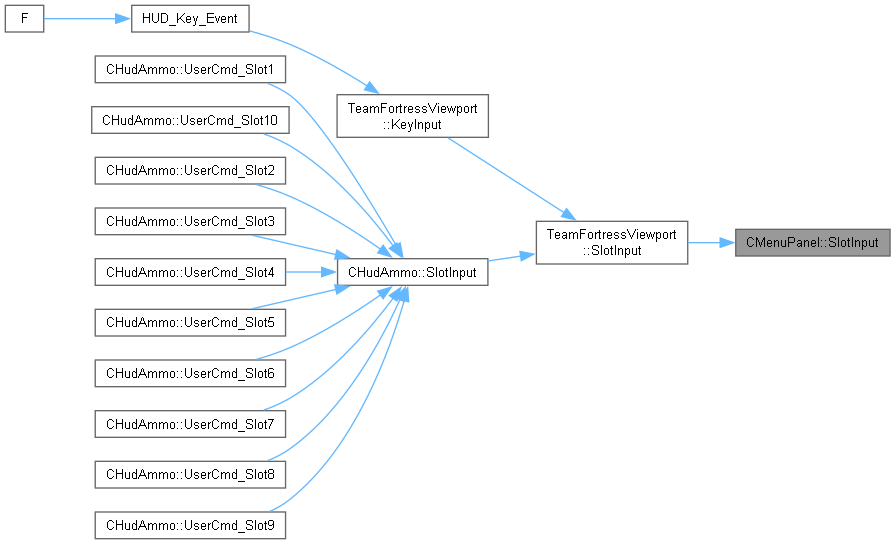 F
HUD_Key_Event
CHudAmmo::UserCmd_Slot1
TeamFortressViewport
::KeyInput
CHudAmmo::UserCmd_Slot10
CHudAmmo::UserCmd_Slot2
CHudAmmo::UserCmd_Slot3
TeamFortressViewport
::SlotInput
CMenuPanel::SlotInput
CHudAmmo::UserCmd_Slot4
CHudAmmo::SlotInput
CHudAmmo::UserCmd_Slot5
CHudAmmo::UserCmd_Slot6
CHudAmmo::UserCmd_Slot7
CHudAmmo::UserCmd_Slot8
CHudAmmo::UserCmd_Slot9